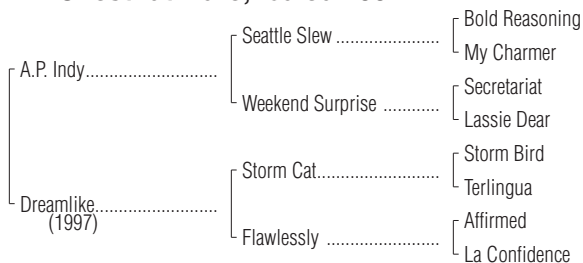 Bold Reasoning
Seattle Slew ....................
My Charmer
A.P. Indy..........................
Secretariat
Weekend Surprise ...........
Lassie Dear
Storm Bird
Storm Cat........................
Terlingua
Dreamlike........................
(1997)
Affirmed
Flawlessly ......................
La Confidence